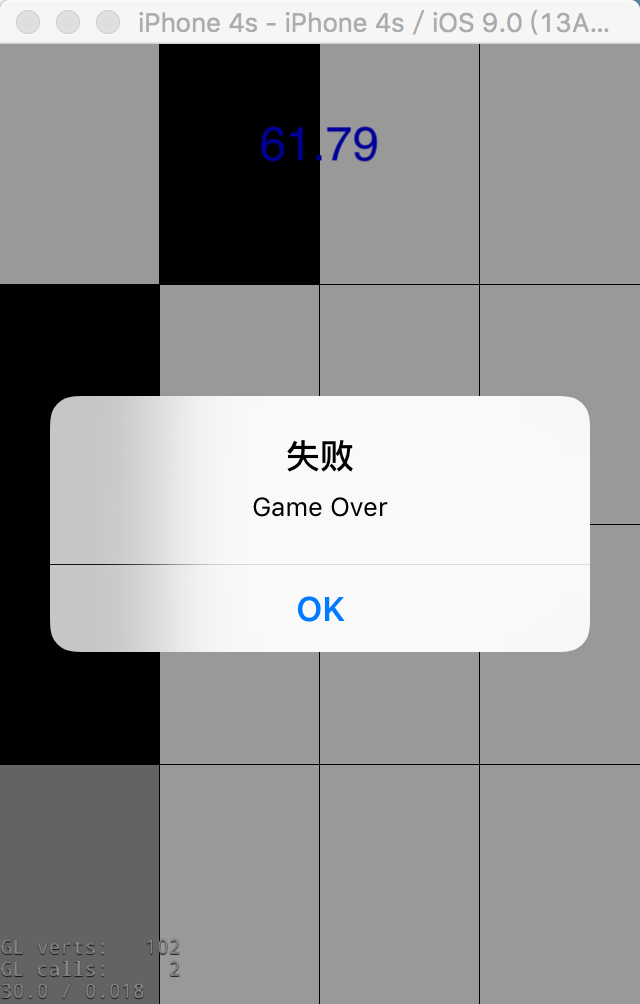 iPhone 4s - iPhone 4s / iOS 9.0 (13A...
61.79
失败
Game Over
OK
GL verts: 102
GL calls: 2
30.0 / 0.018